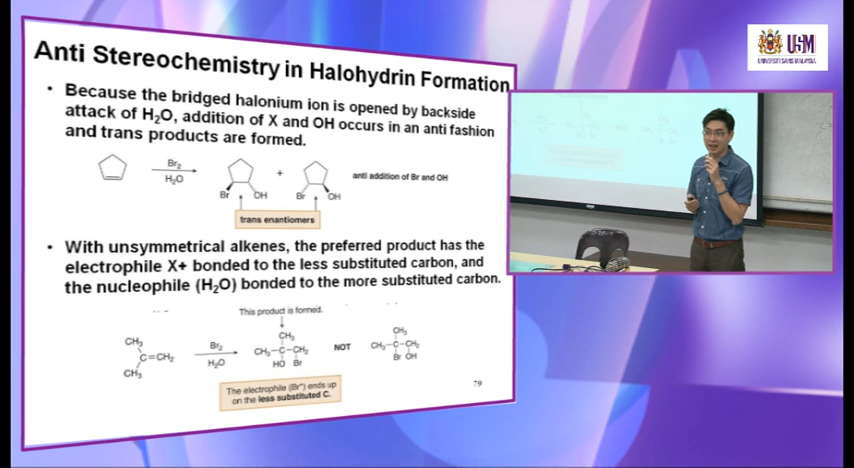 Anti Stereochemistry in Halohydrin Formation
• Because the bridged halonium ion is opened by backside
attack of H₂O, addition of X and OH occurs in an anti fashion
and trans products are formed.
Br₂
H₂O
+
anti addition of Br and OH
Br OH Br OH
trans enantiomers
• With unsymmetrical alkenes, the preferred product has the
electrophile X+ bonded to the less substituted carbon, and
the nucleophile (H₂O) bonded to the more substituted carbon.
This product is formed.
CH₃
C=CH₂
CH₃
Br₂
H₂O
CH₃
CH₃-C-CH₂
HO Br
NOT
CH₃
CH₃-C-CH₂
Br OH
The electrophile (Br⁺) ends up
on the less substituted C.
79
USM
UNIVERSITI SAINS MALAYSIA